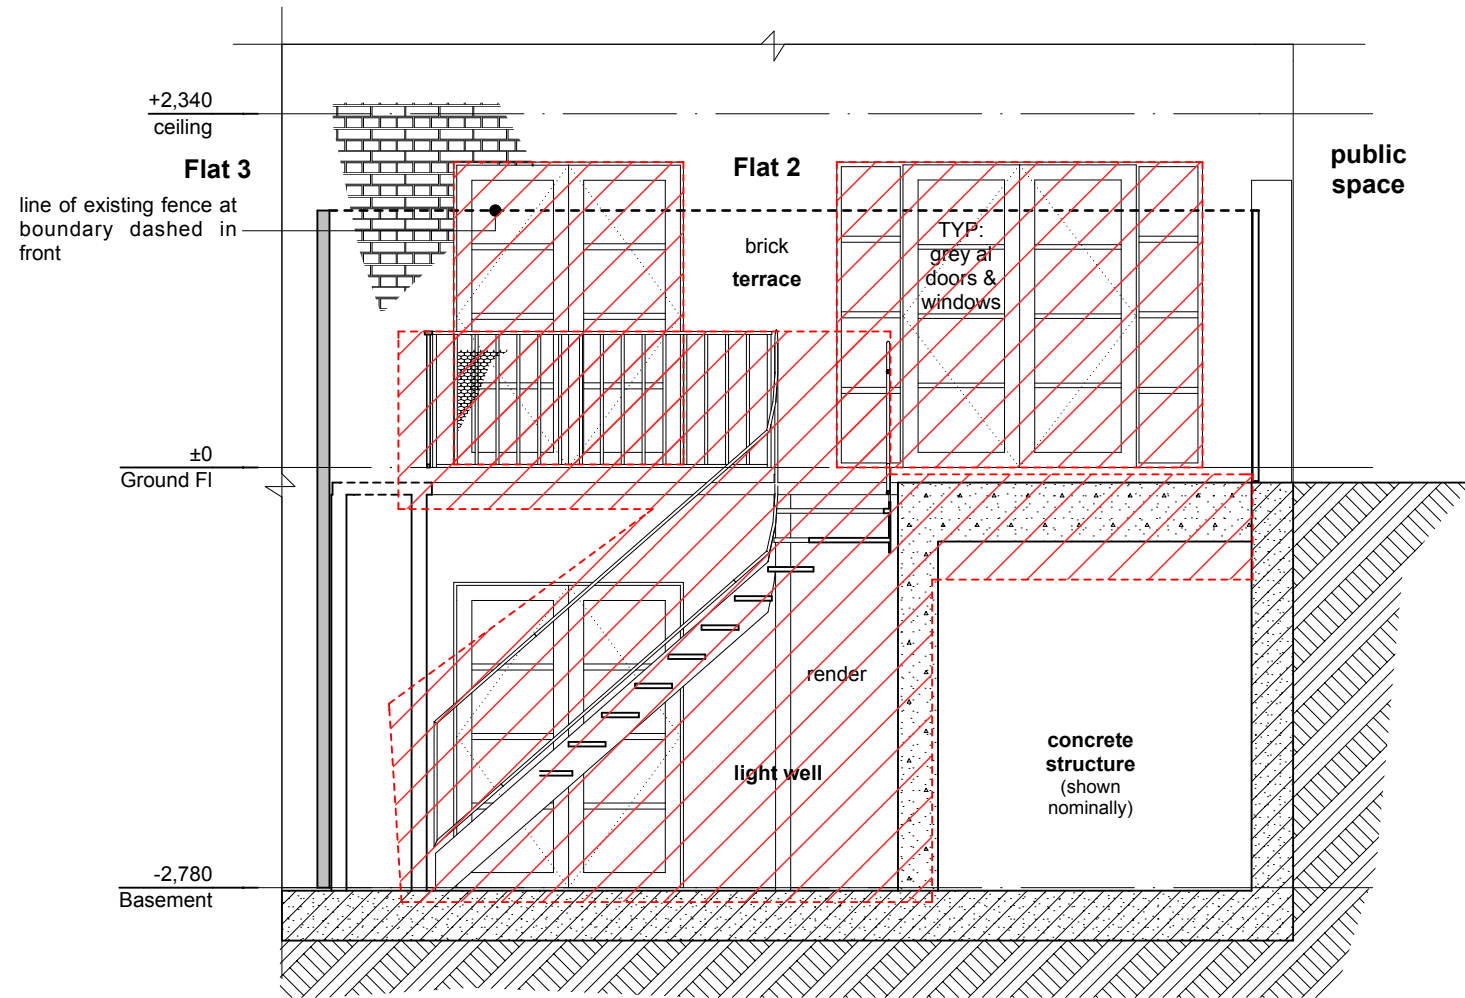 +2,340
ceiling
Flat 3
Flat 2
public
space
line of existing fence at
boundary dashed in
front
brick
terrace
TYP:
grey al
doors &
windows
±0
Ground Fl
render
light well
concrete
structure
(shown
nominally)
-2,780
Basement